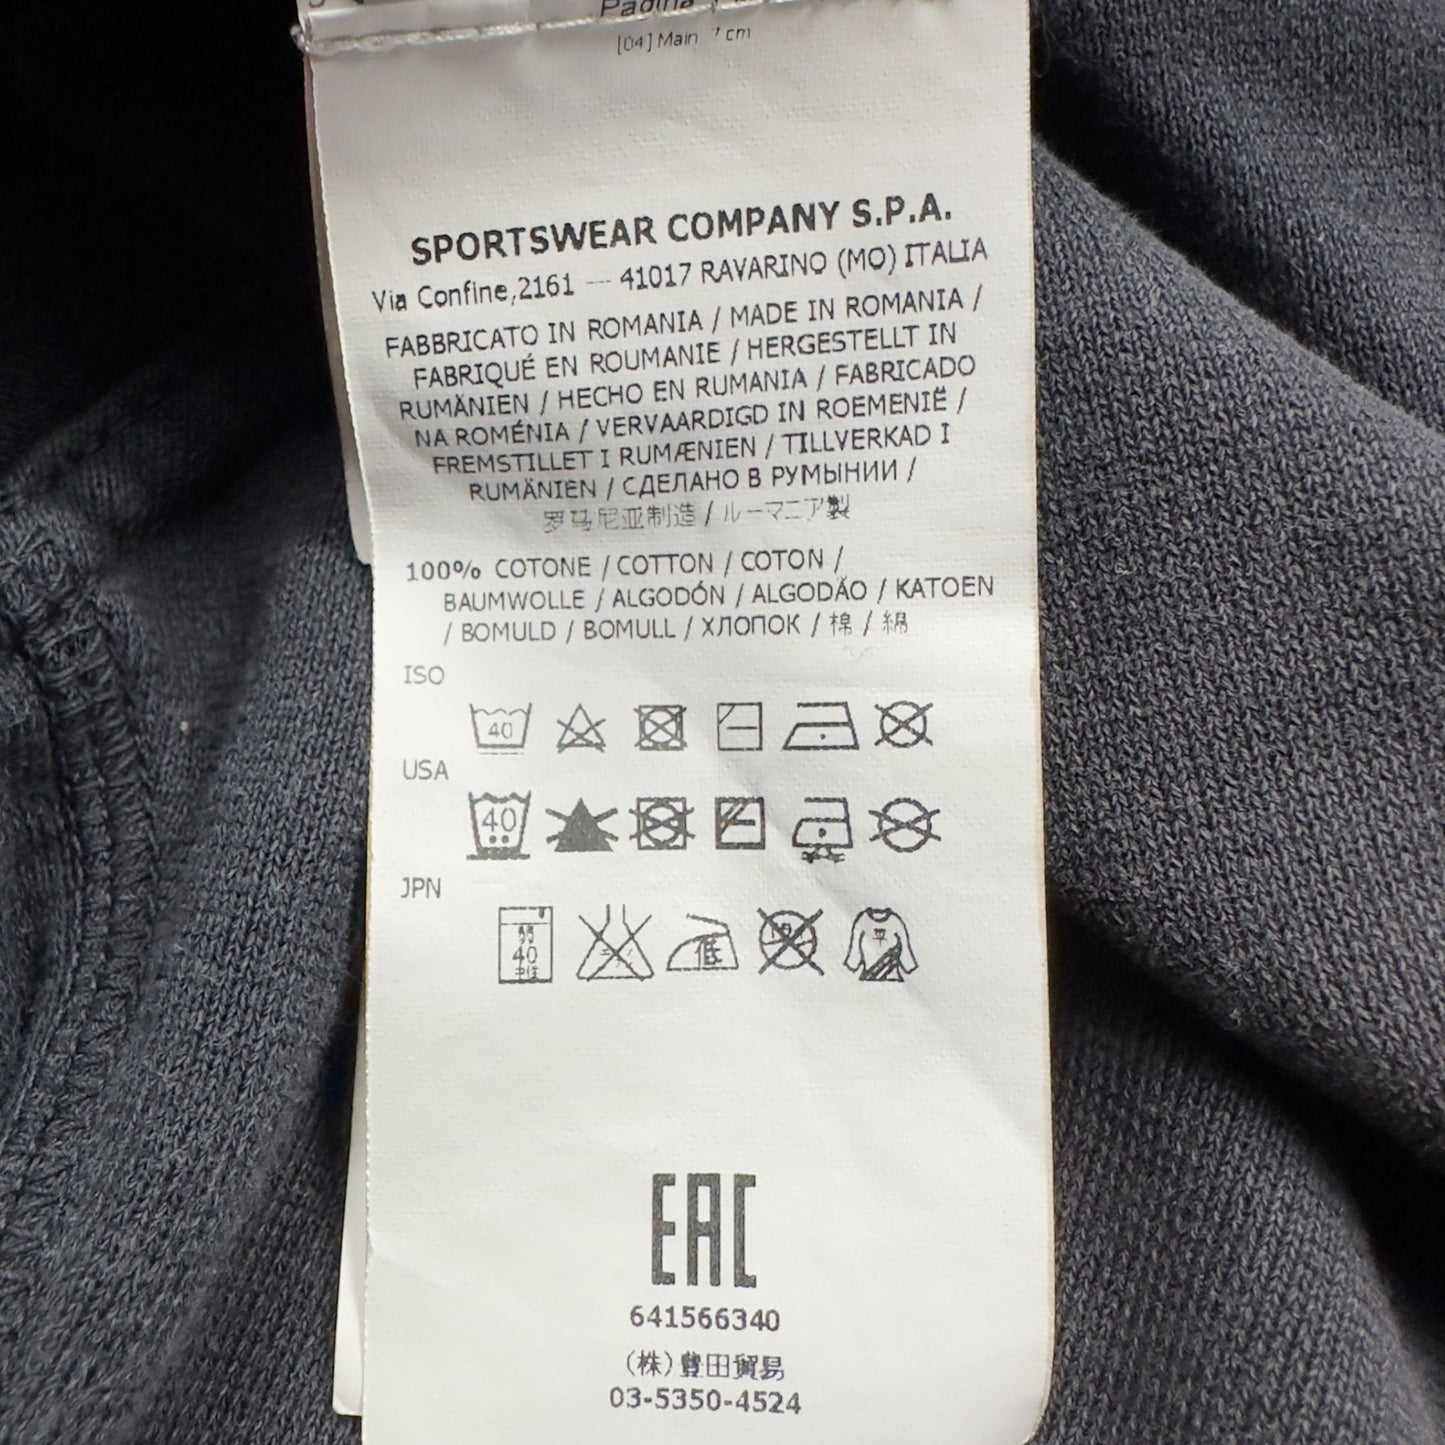 [04] Main 7 cm
SPORTSWEAR COMPANY S.P.A.
Via Confine,2161 — 41017 RAVARINO (MO) ITALIA
FABBRICATO IN ROMANIA / MADE IN ROMANIA /
FABRIQUÉ EN ROUMANIE / HERGESTELLT IN
RUMÄNIEN / HECHO EN RUMANIA / FABRICADO
NA ROMÉNIA / VERVAARDIGD IN ROEMENIË /
FREMSTILLET I RUMÆNIEN / TILLVERKAD I
RUMÄNIEN / СДЕЛАНО В РУМЫНИИ /
罗马尼亚制造 / ルーマニア製
100% COTONE / COTTON / COTON /
BAUMWOLLE / ALGODÓN / ALGODÃO / KATOEN
/ BOMULD / BOMULL / ХЛОПОК / 棉 / 綿
ISO
40
USA
40
JPN
弱
40
中性
低
平
EAC
641566340
(株)豊田貿易
03-5350-4524